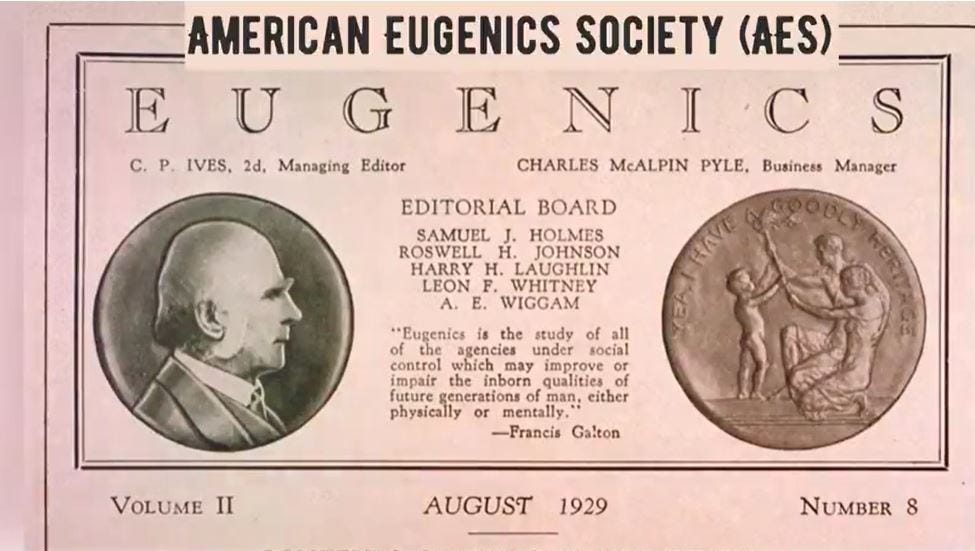 AMERICAN EUGENICS SOCIETY (AES)
EUGENICS
C. P. IVES, 2d, Managing Editor
CHARLES McALPIN PYLE, Business Manager
EDITORIAL BOARD
SAMUEL J. HOLMES
ROSWELL H. JOHNSON
HARRY H. LAUGHLIN
LEON F. WHITNEY
A. E. WIGGAM
YEA, I HAVE A GOODLY HERITAGE
"Eugenics is the study of all
of the agencies under social
control which may improve or
impair the inborn qualities of
future generations of man, either
physically or mentally."
—Francis Galton
VOLUME II
AUGUST 1929
NUMBER 8